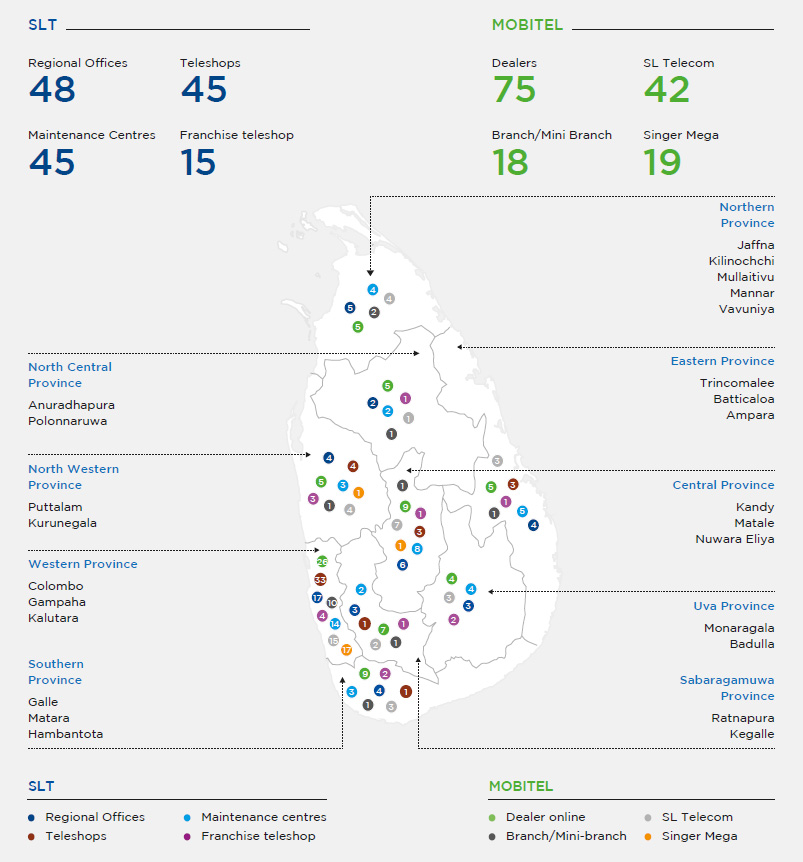 SLT
Regional Offices
48
Teleshops
45
Maintenance Centres
45
Franchise teleshop
15
MOBITEL
Dealers
75
SL Telecom
42
Branch/Mini Branch
18
Singer Mega
19
Northern
Province
Jaffna
Kilinochchi
Mullaitivu
Mannar
Vavuniya
4
4
5
2
5
North Central
Province
Anuradhapura
Polonnaruwa
5
1
2
2
1
1
Eastern Province
Trincomalee
Batticaloa
Ampara
3
5
3
1
1
5
4
North Western
Province
Puttalam
Kurunegala
4
4
5
3
1
3
1
4
Central Province
Kandy
Matale
Nuwara Eliya
1
9
1
7
3
1
8
6
Western Province
Colombo
Gampaha
Kalutara
26
33
17
10
4
14
15
17
Uva Province
Monaragala
Badulla
4
4
3
3
2
Sabaragamuwa
Province
Ratnapura
Kegalle
2
3
1
7
1
2
1
Southern
Province
Galle
Matara
Hambantota
9
2
3
4
1
1
3
SLT
Regional Offices
Maintenance centres
Teleshops
Franchise teleshop
MOBITEL
Dealer online
SL Telecom
Branch/Mini-branch
Singer Mega